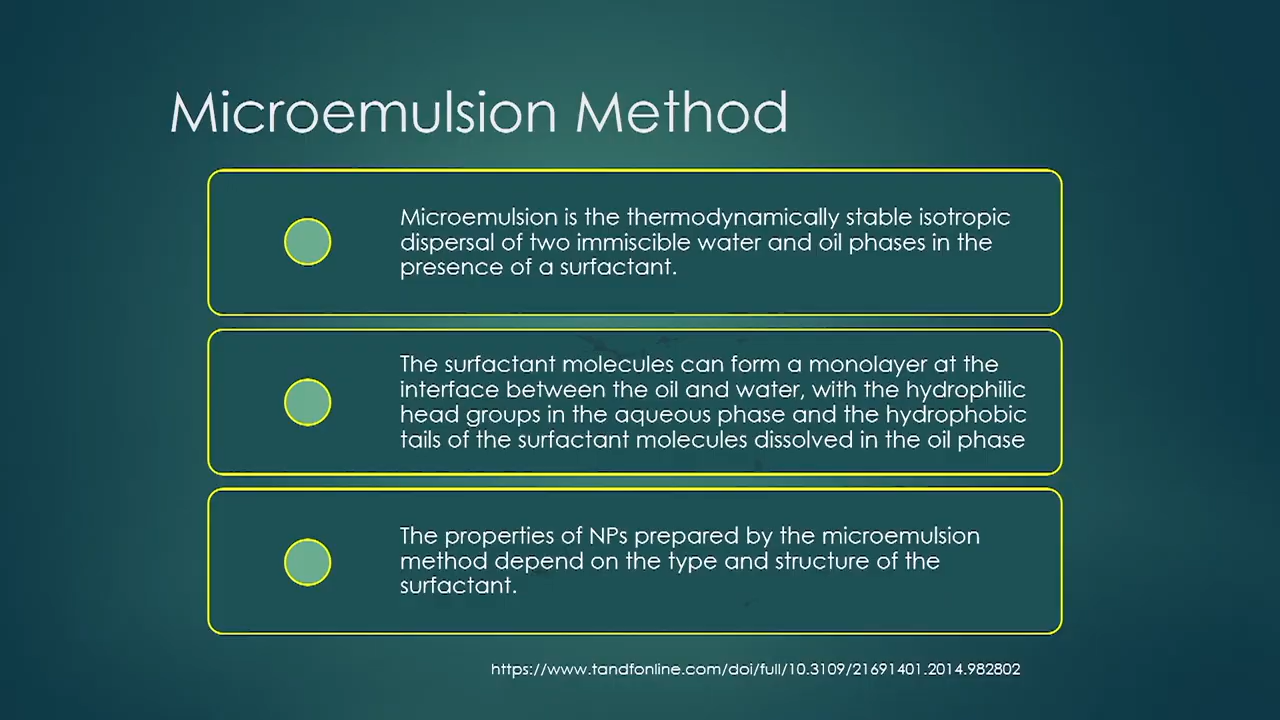 Microemulsion Method
Microemulsion is the thermodynamically stable isotropic
dispersal of two immiscible water and oil phases in the
presence of a surfactant.
The surfactant molecules can form a monolayer at the
interface between the oil and water, with the hydrophilic
head groups in the aqueous phase and the hydrophobic
tails of the surfactant molecules dissolved in the oil phase
The properties of NPs prepared by the microemulsion
method depend on the type and structure of the
surfactant.
https://www.tandfonline.com/doi/full/10.3109/21691401.2014.982802